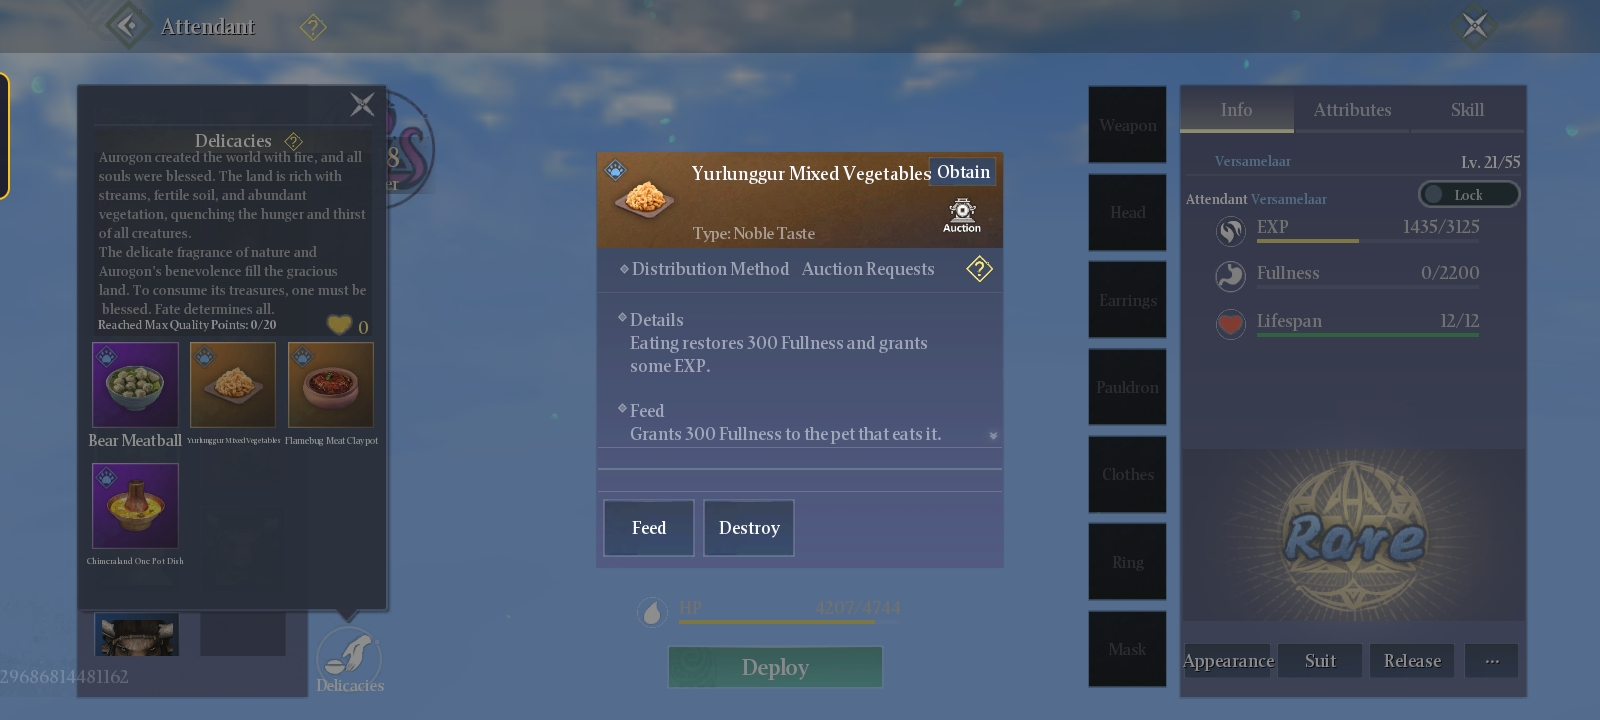 Attendant
?
Delicacies ?
Aurogon created the world with fire, and all
souls were blessed. The land is rich with
streams, fertile soil, and abundant
vegetation, quenching the hunger and thirst
of all creatures.
The delicate fragrance of nature and
Aurogon's benevolence fill the gracious
land. To consume its treasures, one must be
blessed. Fate determines all.
Reached Max Quality Points: 0/20
0
Bear Meatball
Yurlunggur Mixed Vegetables
Flamebug Meat Claypot
Chimeraland One Pot Dish
29686814481162
Delicacies
8
er
Yurlunggur Mixed Vegetables
Obtain
Type: Noble Taste
Auction
Distribution Method Auction Requests
?
Details
Eating restores 300 Fullness and grants
some EXP.
Feed
Grants 300 Fullness to the pet that eats it.
Feed
Destroy
HP 4207/4744
Deploy
Weapon
Head
Earrings
Pauldron
Clothes
Ring
Mask
Info
Attributes
Skill
Versamelaar
Lv. 21/55
Attendant Versamelaar
Lock
EXP 1435/3125
Fullness 0/2200
Lifespan 12/12
Rare
Appearance
Suit
Release
...